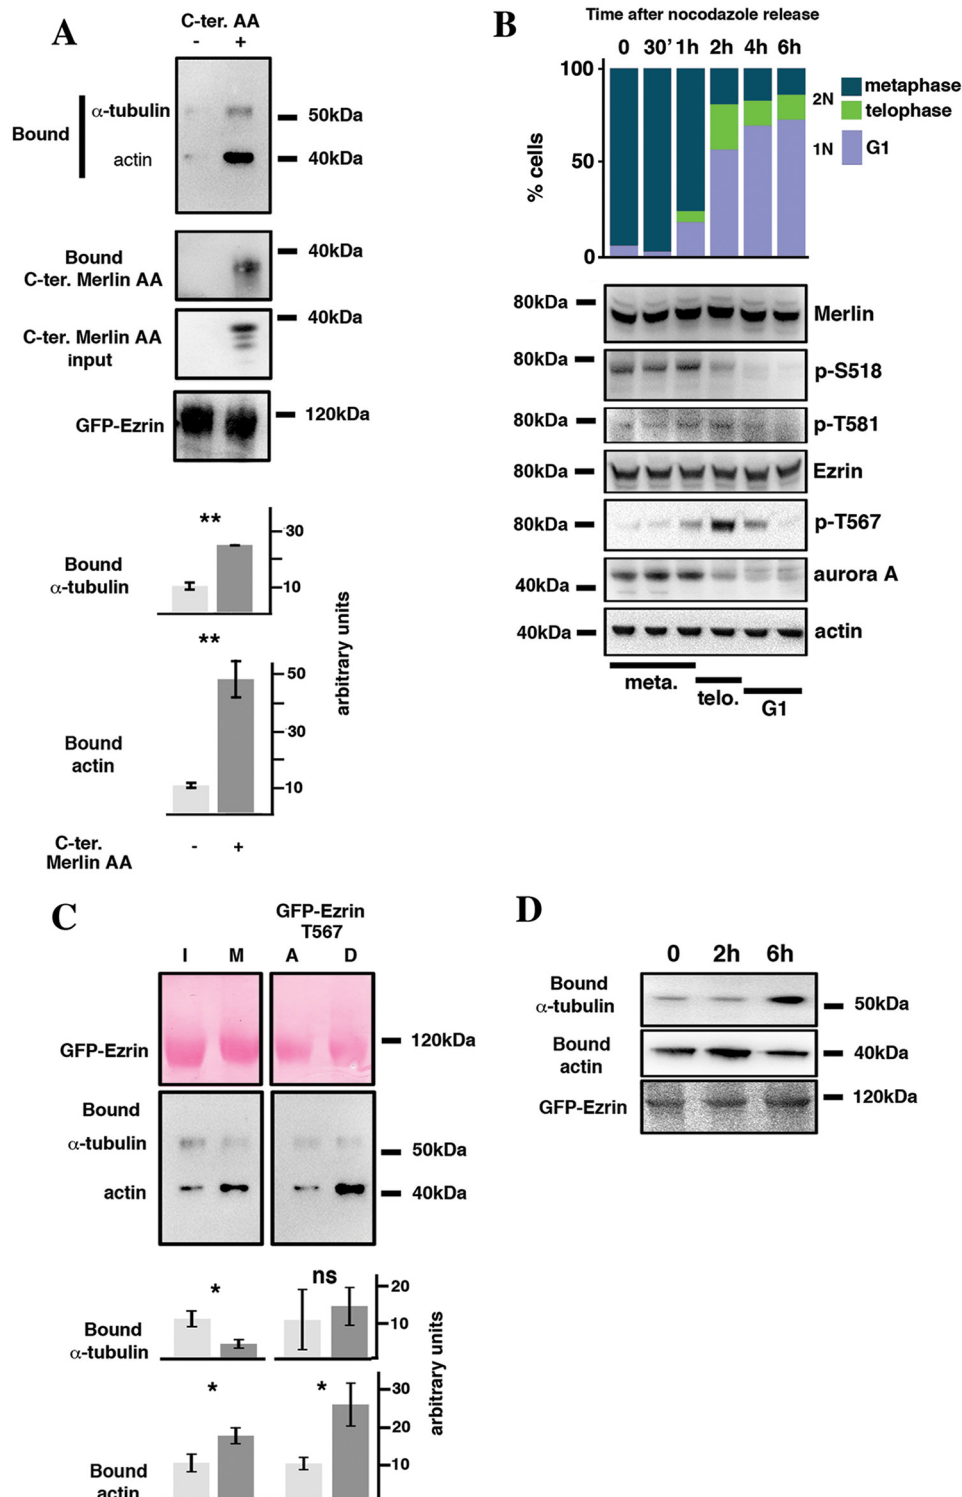 A
C-ter. AA
- +
Bound
α-tubulin
actin
50kDa
40kDa
Bound
C-ter. Merlin AA
40kDa
C-ter. Merlin AA
input
40kDa
GFP-Ezrin
120kDa
**
Bound
α-tubulin
30
10
**
Bound
actin
50
30
10
arbitrary units
C-ter.
Merlin AA
- +
B
Time after nocodazole release
0 30’ 1h 2h 4h 6h
100
50
0
% cells
2N
1N
metaphase
telophase
G1
80kDa
Merlin
80kDa
p-S518
80kDa
p-T581
80kDa
Ezrin
80kDa
p-T567
40kDa
aurora A
40kDa
actin
meta.
telo.
G1
C
GFP-Ezrin
T567
I M A D
GFP-Ezrin
120kDa
Bound
α-tubulin
actin
50kDa
40kDa
*
ns
Bound
α-tubulin
20
10
*
*
Bound
actin
30
20
10
arbitrary units
D
0 2h 6h
Bound
α-tubulin
50kDa
Bound
actin
40kDa
GFP-Ezrin
120kDa